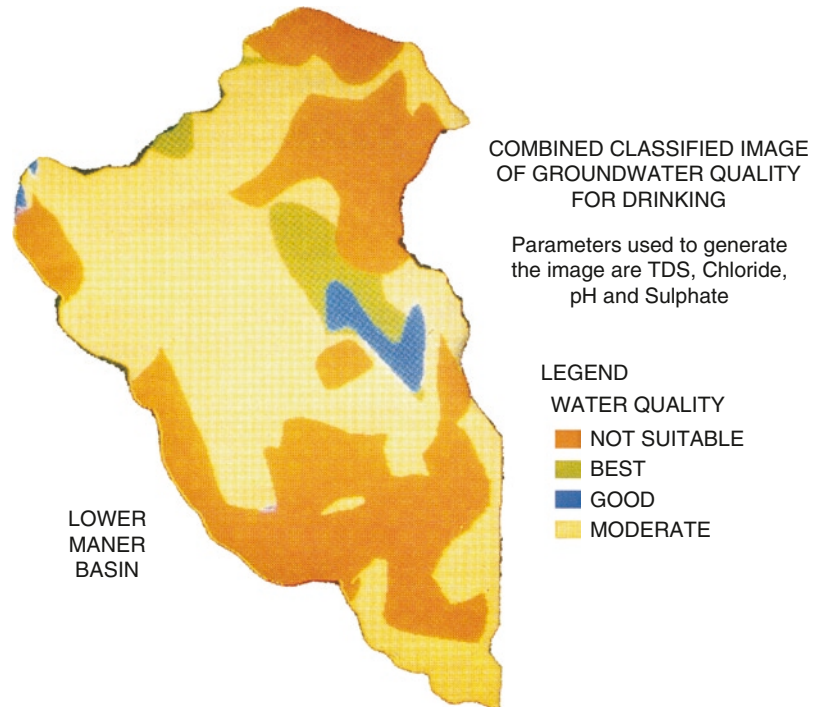 COMBINED CLASSIFIED IMAGE
OF GROUNDWATER QUALITY
FOR DRINKING
Parameters used to generate
the image are TDS, Chloride,
pH and Sulphate
LEGEND
WATER QUALITY
NOT SUITABLE
BEST
GOOD
MODERATE
LOWER
MANER
BASIN